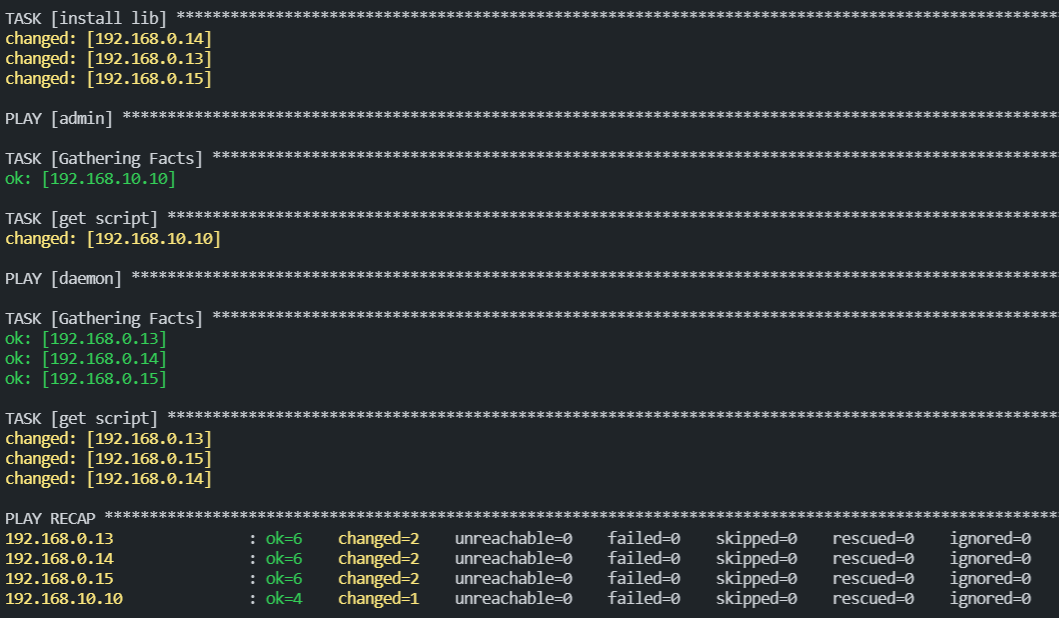 TASK [install lib] **************************************************************************************************
changed: [192.168.0.14]
changed: [192.168.0.13]
changed: [192.168.0.15]
PLAY [admin] ********************************************************************************************************
TASK [Gathering Facts] **********************************************************************************************
ok: [192.168.10.10]
TASK [get script] ***************************************************************************************************
changed: [192.168.10.10]
PLAY [daemon] *******************************************************************************************************
TASK [Gathering Facts] **********************************************************************************************
ok: [192.168.0.13]
ok: [192.168.0.14]
ok: [192.168.0.15]
TASK [get script] ***************************************************************************************************
changed: [192.168.0.13]
changed: [192.168.0.15]
changed: [192.168.0.14]
PLAY RECAP **********************************************************************************************************
192.168.0.13               : ok=6    changed=2    unreachable=0    failed=0    skipped=0    rescued=0    ignored=0
192.168.0.14               : ok=6    changed=2    unreachable=0    failed=0    skipped=0    rescued=0    ignored=0
192.168.0.15               : ok=6    changed=2    unreachable=0    failed=0    skipped=0    rescued=0    ignored=0
192.168.10.10              : ok=4    changed=1    unreachable=0    failed=0    skipped=0    rescued=0    ignored=0